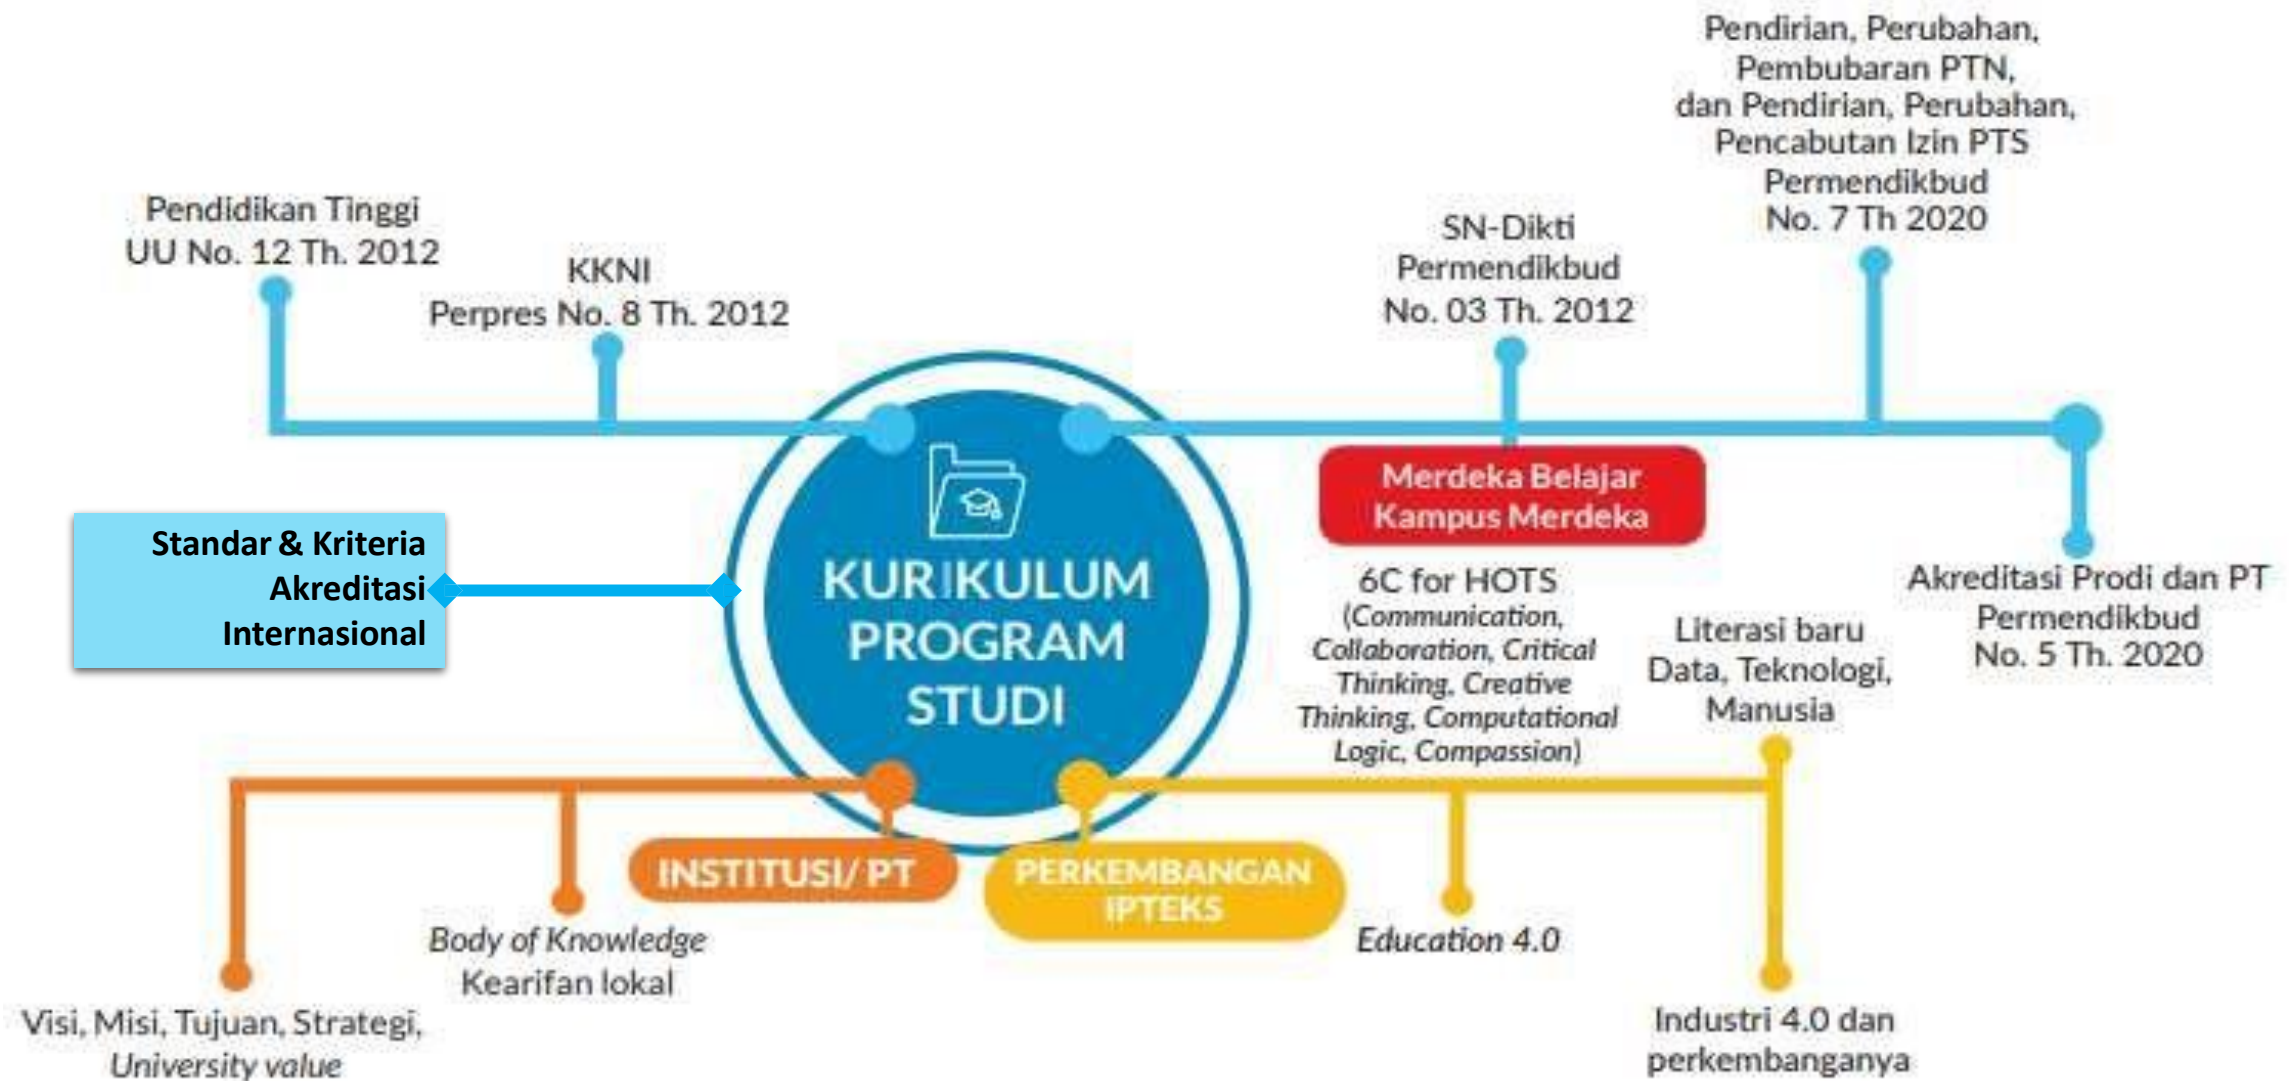 Pendirian, Perubahan,
Pembubaran PTN,
dan Pendirian, Perubahan,
Pencabutan Izin PTS
Permendikbud
No. 7 Th 2020
Pendidikan Tinggi
UU No. 12 Th. 2012
KKNI
Perpres No. 8 Th. 2012
SN-Dikti
Permendikbud
No. 03 Th. 2012
Merdeka Belajar
Kampus Merdeka
Standar & Kriteria
Akreditasi
Internasional
KURIKULUM
PROGRAM
STUDI
6C for HOTS
(Communication,
Collaboration, Critical
Thinking, Creative
Thinking, Computational
Logic, Compassion)
Literasi baru
Data, Teknologi,
Manusia
Akreditasi Prodi dan PT
Permendikbud
No. 5 Th. 2020
INSTITUSI/ PT
PERKEMBANGAN
IPTEKS
Body of Knowledge
Kearifan lokal
Education 4.0
Visi, Misi, Tujuan, Strategi,
University value
Industri 4.0 dan
perkembanganya